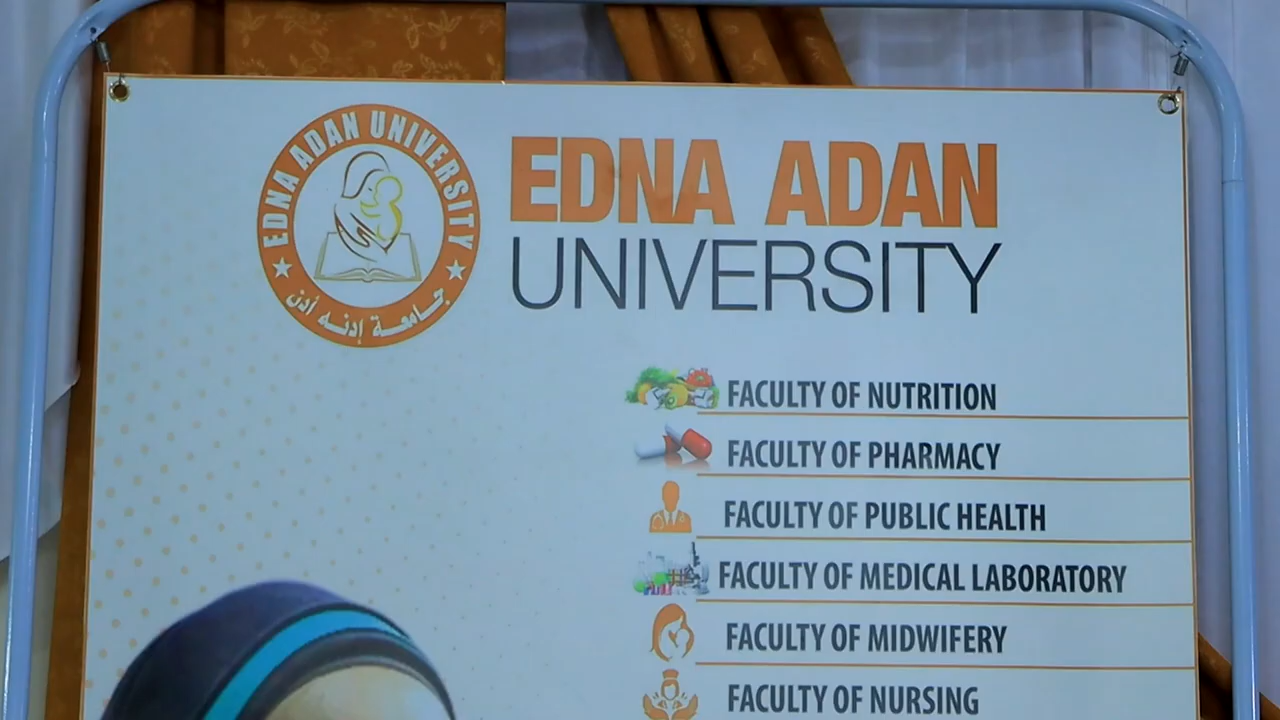 EDNA ADAN UNIVERSITY
جامعة إدنه أدن
EDNA ADAN
UNIVERSITY
FACULTY OF NUTRITION
FACULTY OF PHARMACY
FACULTY OF PUBLIC HEALTH
FACULTY OF MEDICAL LABORATORY
FACULTY OF MIDWIFERY
FACULTY OF NURSING